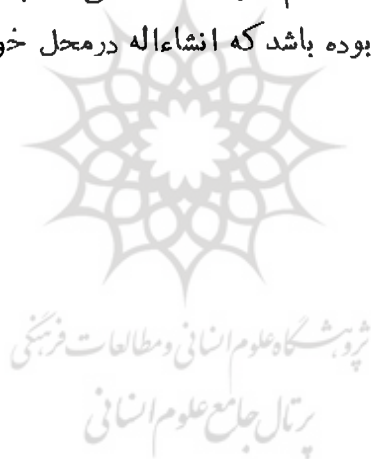 بوده باشد که انشاءاله درمحل
پژوهشگاه علوم انسانی و مطالعات فرهنگی
پرتال جامع علوم انسانی